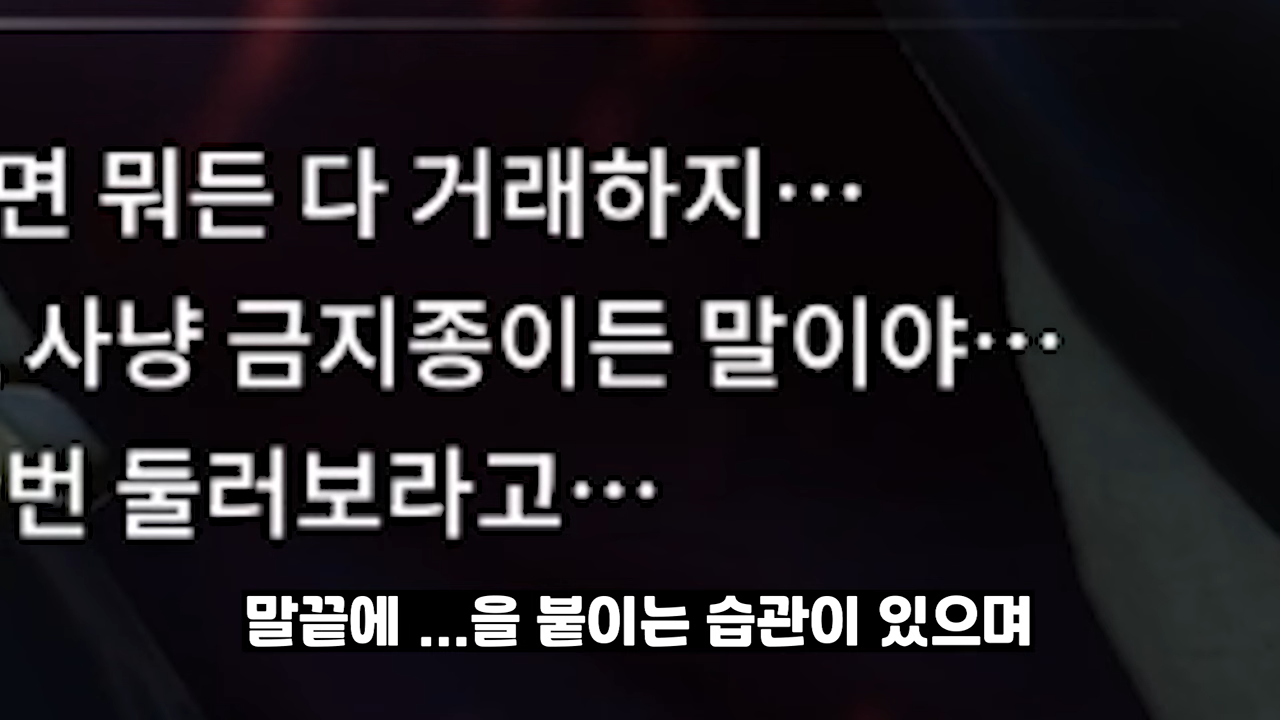 면 뭐든 다 거래하지…
사냥 금지종이든 말이야…
번 둘러보라고…
말끝에 ...을 붙이는 습관이 있으며